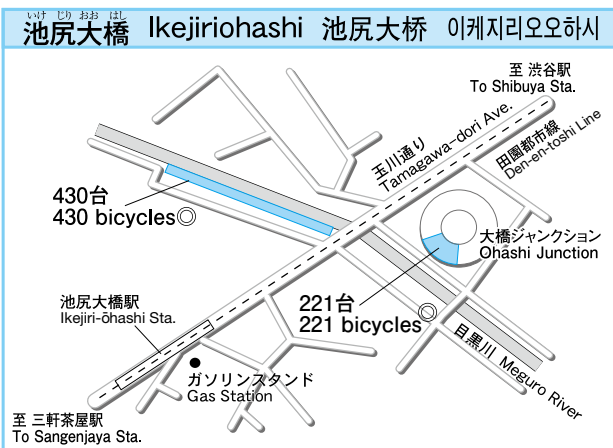 いけ じり おお はし
池尻大橋 Ikejiriohashi 池尻大桥 이케지리오오하시
至 渋谷駅
To Shibuya Sta.
玉川通り
Tamagawa-dori Ave.
田園都市線
Den-en-toshi Line
430台
430 bicycles◎
大橋ジャンクション
Ohashi Junction
池尻大橋駅
Ikejiri-ōhashi Sta.
221台
221 bicycles◎
目黒川 Meguro River
ガソリンスタンド
Gas Station
至 三軒茶屋駅
To Sangenjaya Sta.